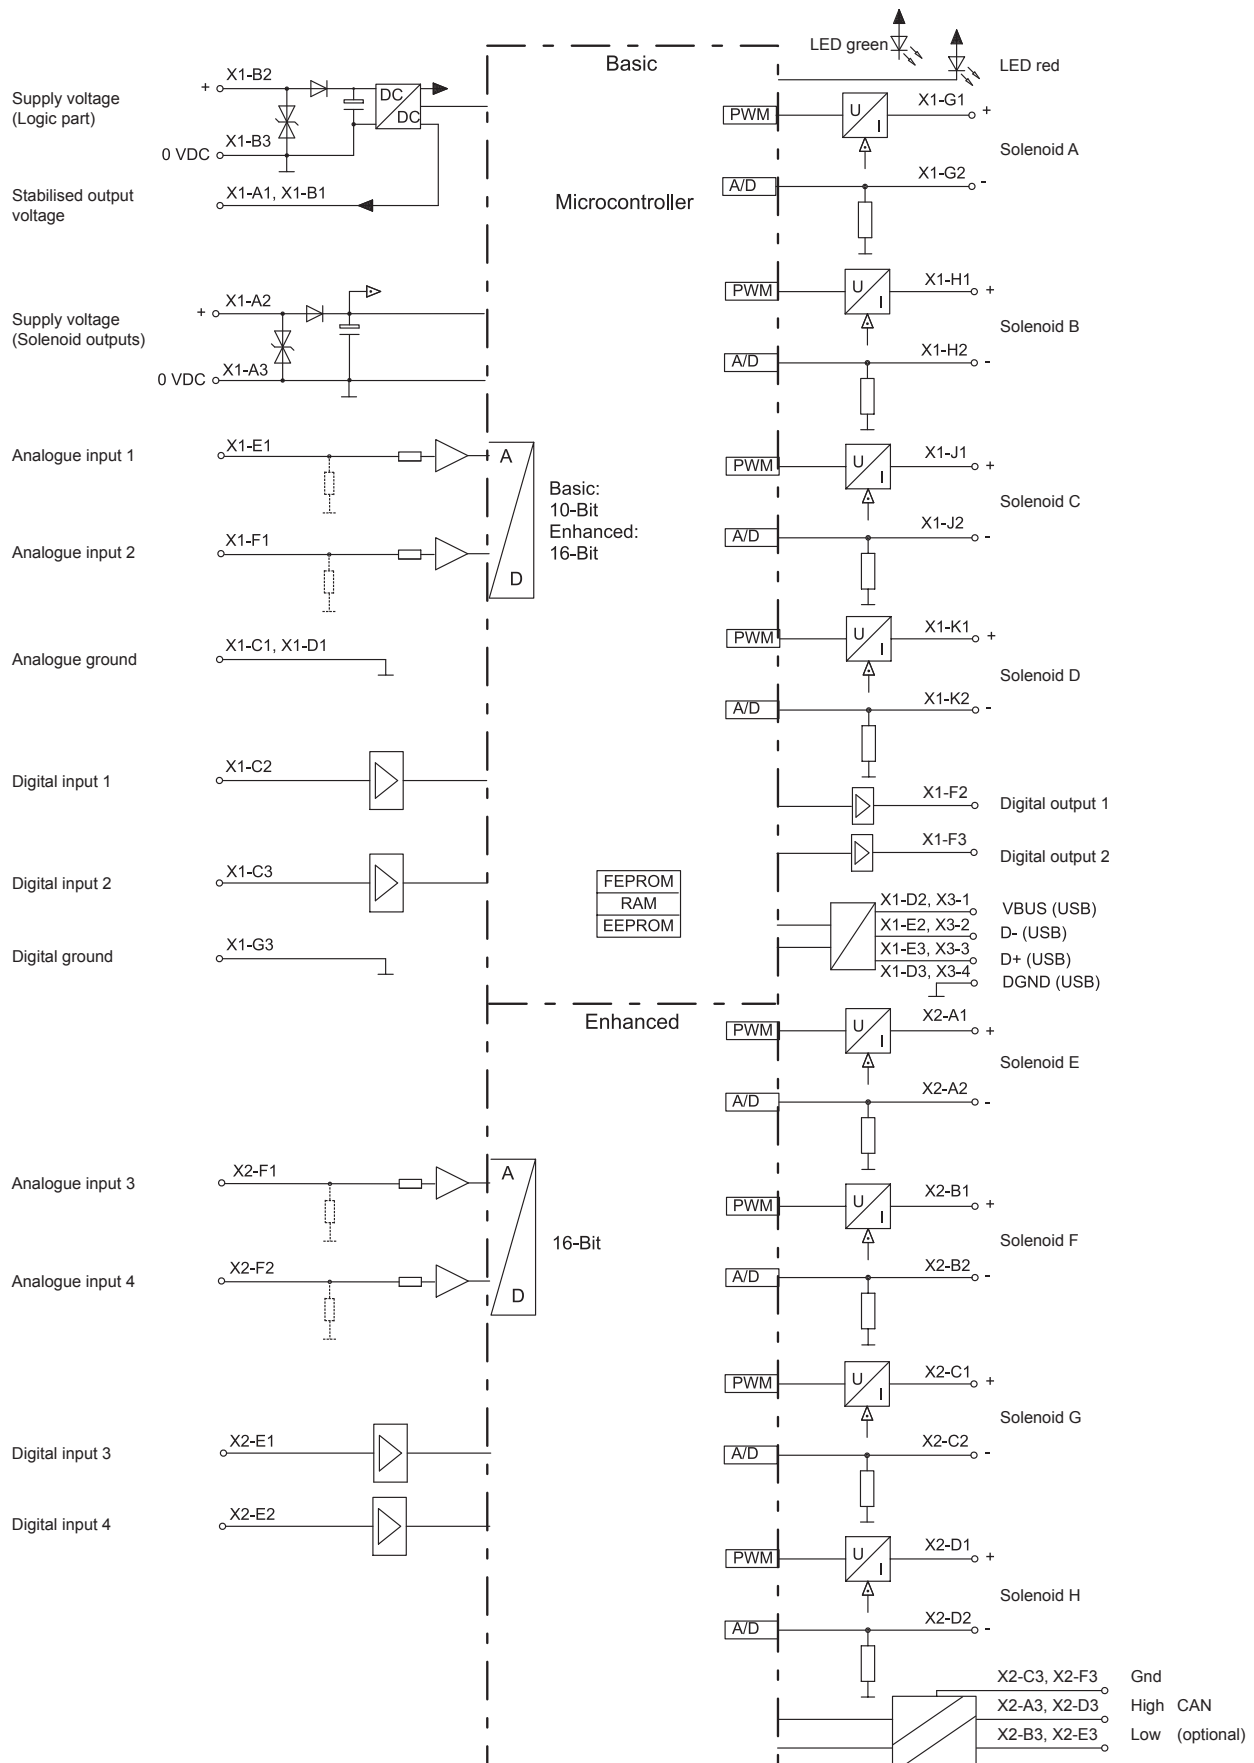 LED green
LED red
Basic
Supply voltage
(Logic part)
+ X1-B2
DC
DC
0 VDC X1-B3
Stabilised output
voltage
X1-A1, X1-B1
Microcontroller
PWM
U
I
X1-G1 +
Solenoid A
A/D
X1-G2 -
Supply voltage
(Solenoid outputs)
+ X1-A2
0 VDC X1-A3
PWM
U
I
X1-H1 +
Solenoid B
A/D
X1-H2 -
Analogue input 1
X1-E1
A
D
Basic:
10-Bit
Enhanced:
16-Bit
Analogue input 2
X1-F1
PWM
U
I
X1-J1 +
Solenoid C
A/D
X1-J2 -
Analogue ground
X1-C1, X1-D1
PWM
U
I
X1-K1 +
Solenoid D
A/D
X1-K2 -
Digital input 1
X1-C2
X1-F2
Digital output 1
X1-F3
Digital output 2
Digital input 2
X1-C3
FEPROM
RAM
EEPROM
Digital ground
X1-G3
X1-D2, X3-1 VBUS (USB)
X1-E2, X3-2 D- (USB)
X1-E3, X3-3 D+ (USB)
X1-D3, X3-4 DGND (USB)
Enhanced
PWM
U
I
X2-A1 +
Solenoid E
A/D
X2-A2 -
Analogue input 3
X2-F1
A
D
16-Bit
Analogue input 4
X2-F2
PWM
U
I
X2-B1 +
Solenoid F
A/D
X2-B2 -
PWM
U
I
X2-C1 +
Solenoid G
A/D
X2-C2 -
Digital input 3
X2-E1
Digital input 4
X2-E2
PWM
U
I
X2-D1 +
Solenoid H
A/D
X2-D2 -
X2-C3, X2-F3 Gnd
X2-A3, X2-D3 High CAN
X2-B3, X2-E3 Low (optional)